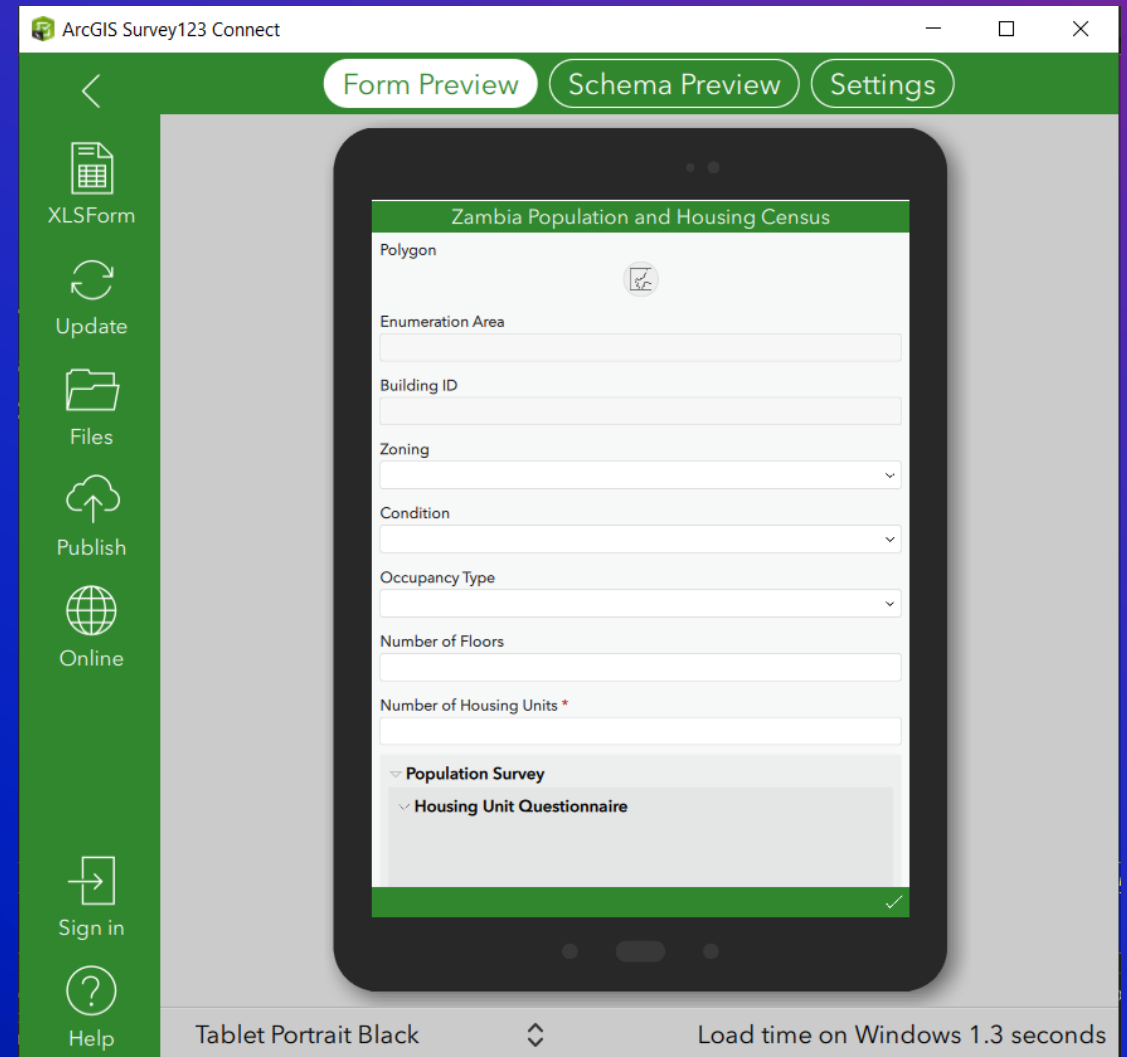 ArcGIS Survey123 Connect
Form Preview
Schema Preview
Settings
XLSForm
Update
Files
Publish
Online
Sign in
Help
Zambia Population and Housing Census
Polygon
Enumeration Area
Building ID
Zoning
Condition
Occupancy Type
Number of Floors
Number of Housing Units *
Population Survey
Housing Unit Questionnaire
Tablet Portrait Black
Load time on Windows 1.3 seconds